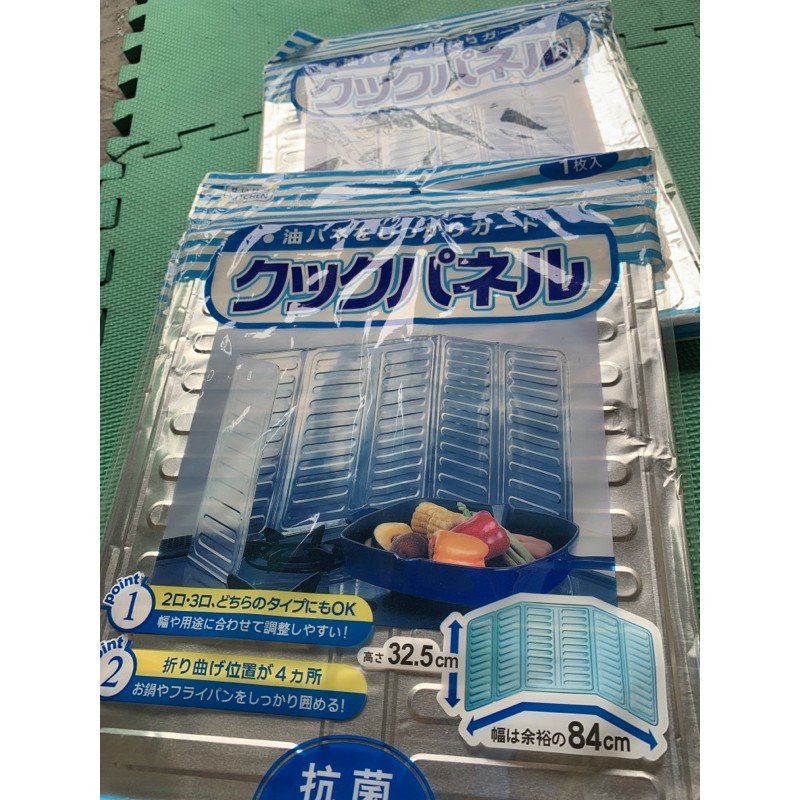 クックパネル
1枚入
KITCHEN
油バネをしっかりガード
クックパネル
point
1
2口・3口、どちらのタイプにもOK
幅や用途に合わせて調整しやすい!
2
折り曲げ位置が4カ所
お鍋やフライパンをしっかり囲める!
高さ32.5cm
幅は余裕の84cm
抗菌